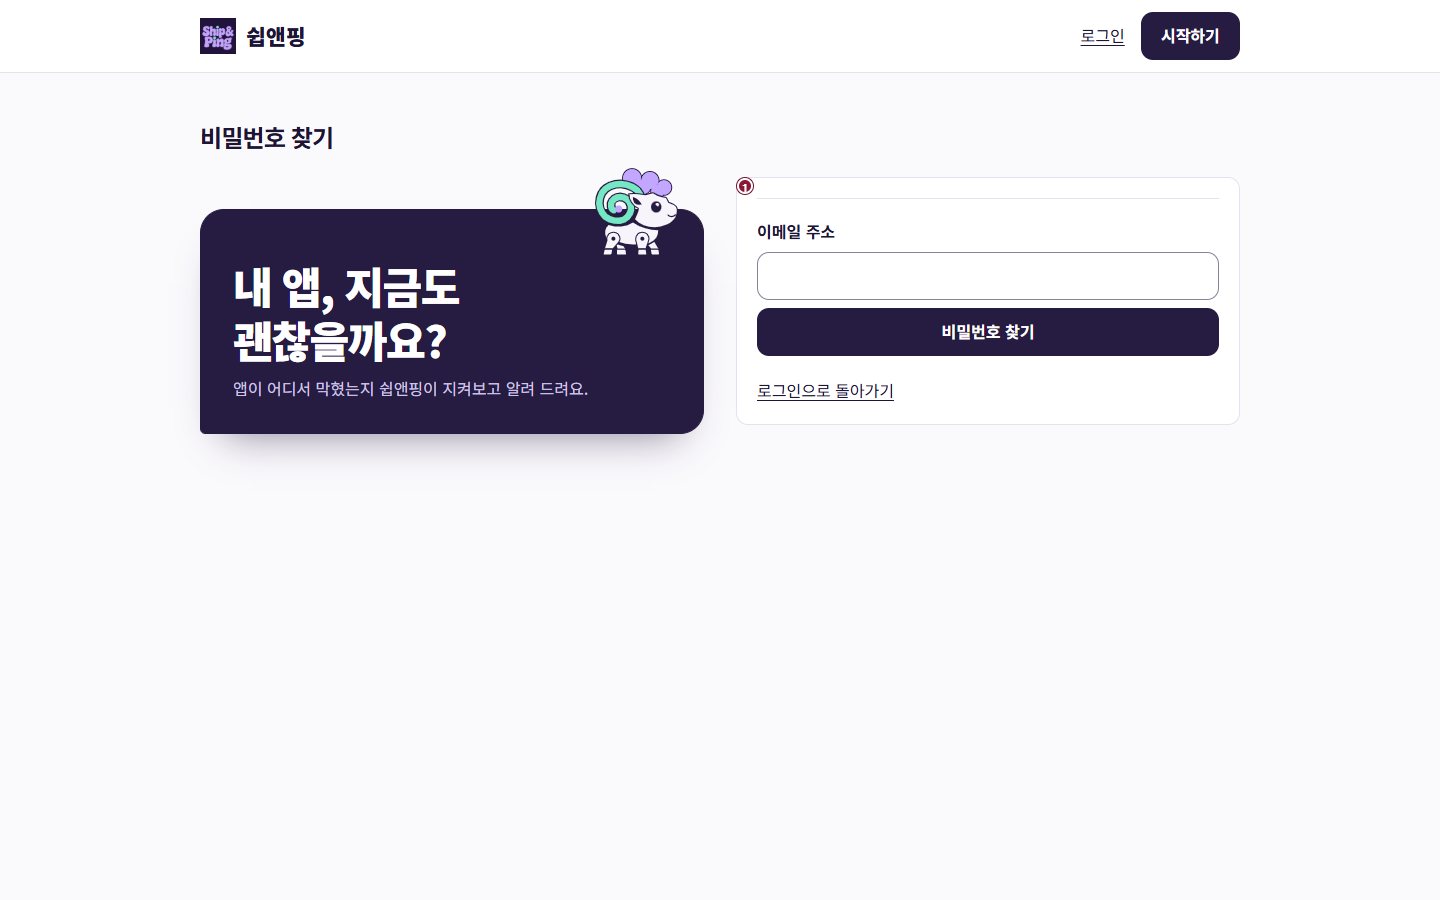 Ship&
Ping
쉽앤핑
로그인
시작하기
비밀번호 찾기
내 앱, 지금도
괜찮을까요?
앱이 어디서 막혔는지 쉽앤핑이 지켜보고 알려 드려요.
1
이메일 주소
비밀번호 찾기
로그인으로 돌아가기